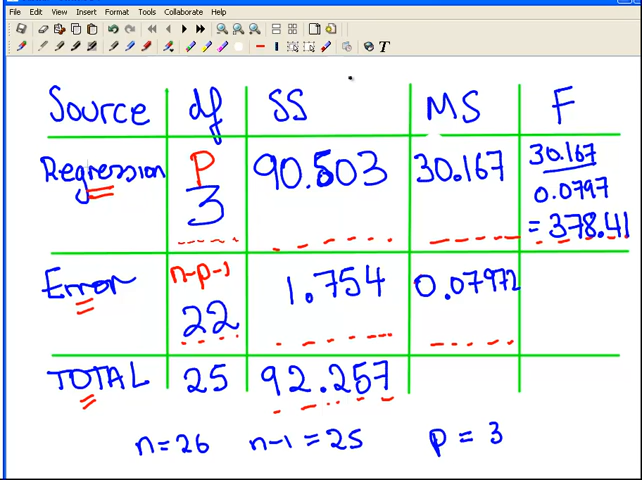 File Edit View Insert Format Tools Collaborate Help
Source df SS MS F
Regression P 90.503 30.167 30.167
3 0.0797
= 378.41
Error n-p-1 1.754 0.07972
22
TOTAL 25 92.257
n=26 n-1=25 p = 3